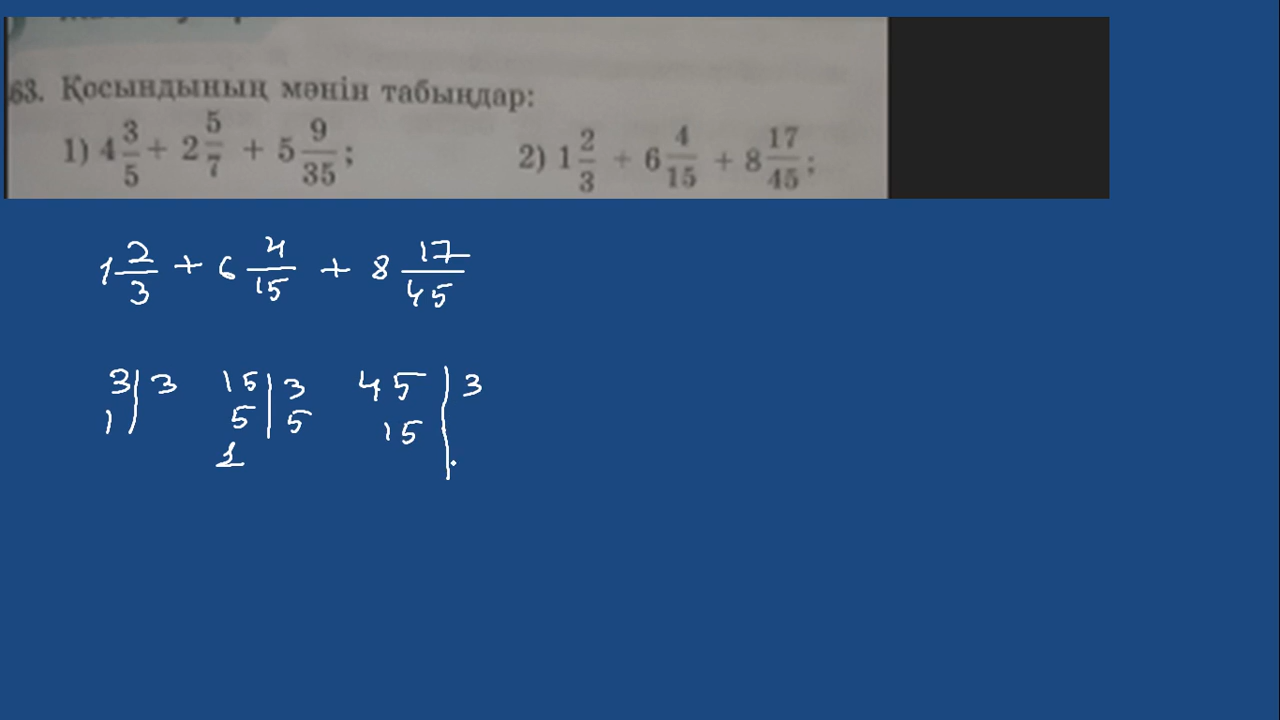 63. Қосындының мәнін табыңдар:
1) 4 3/5 + 2 5/7 + 5 9/35; 2) 1 2/3 + 6 4/15 + 8 17/45;
1 2/3 + 6 4/15 + 8 17/45
3 | 3 15 | 3 45 | 3
1 | 5 | 5 15 |
1